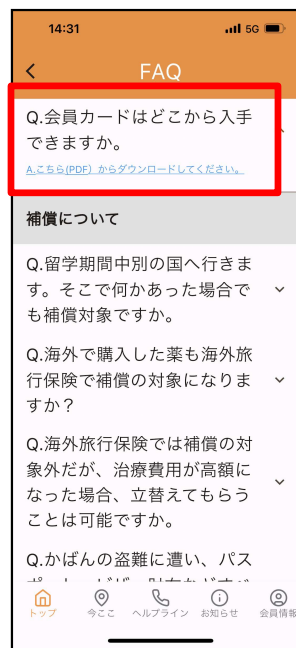 14:31
5G
FAQ
Q.会員カードはどこから入手
できますか。
A.こちら(PDF）からダウンロードしてください。
補償について
Q.留学期間中別の国へ行きま
す。そこで何かあった場合で
も補償対象ですか。
Q.海外で購入した薬も海外旅
行保険で補償の対象になりま
すか？
Q.海外旅行保険では補償の対
象外だが、治療費用が高額に
なった場合、立替えてもらう
ことは可能ですか。
Q.かばんの盗難に遭い、パス
トップ
今ここ
ヘルプライン
お知らせ
会員情報